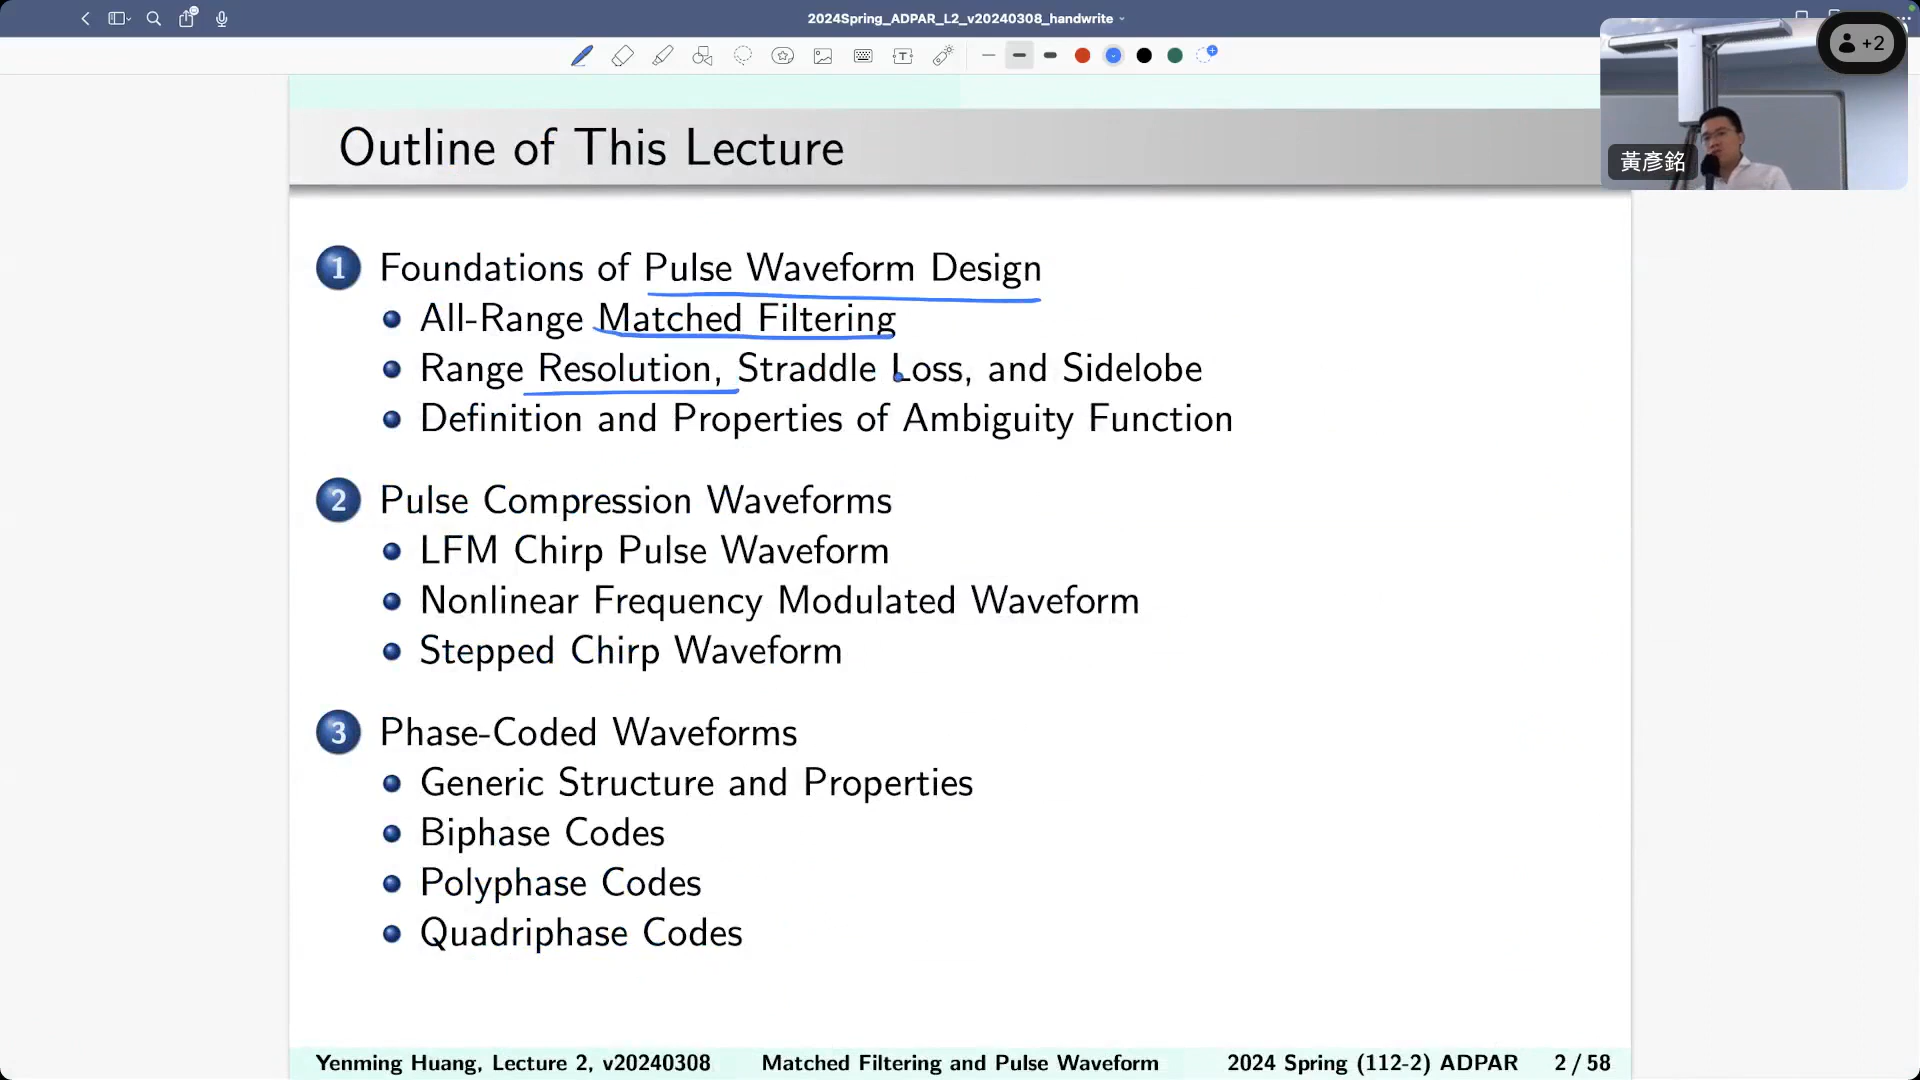 2024Spring_ADPAR_L2_v20240308_handwrite
+2
黃彥銘
Outline of This Lecture
1 Foundations of Pulse Waveform Design
All-Range Matched Filtering
Range Resolution, Straddle Loss, and Sidelobe
Definition and Properties of Ambiguity Function
2 Pulse Compression Waveforms
LFM Chirp Pulse Waveform
Nonlinear Frequency Modulated Waveform
Stepped Chirp Waveform
3 Phase-Coded Waveforms
Generic Structure and Properties
Biphase Codes
Polyphase Codes
Quadriphase Codes
Yenming Huang, Lecture 2, v20240308 Matched Filtering and Pulse Waveform 2024 Spring (112-2) ADPAR 2 / 58